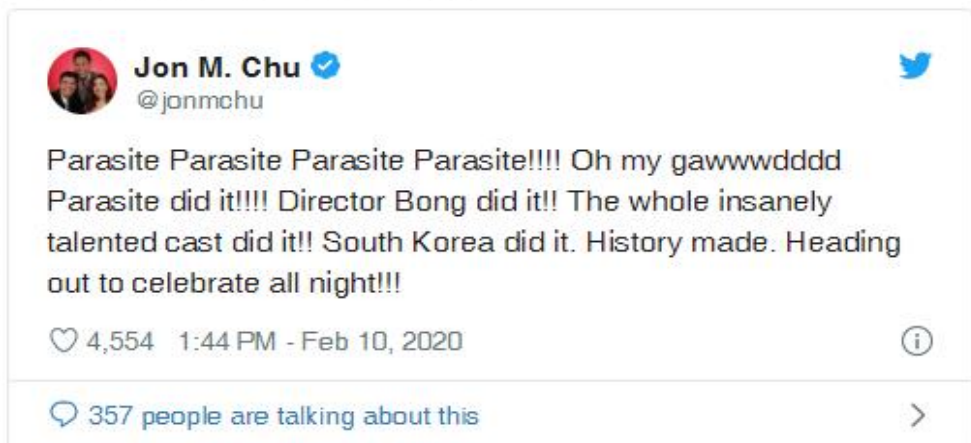 Jon M. Chu
@jonmchu
Parasite Parasite Parasite Parasite!!!! Oh my gawwwdddd
Parasite did it!!!! Director Bong did it!! The whole insanely
talented cast did it!! South Korea did it. History made. Heading
out to celebrate all night!!!
4,554 1:44 PM - Feb 10, 2020
357 people are talking about this